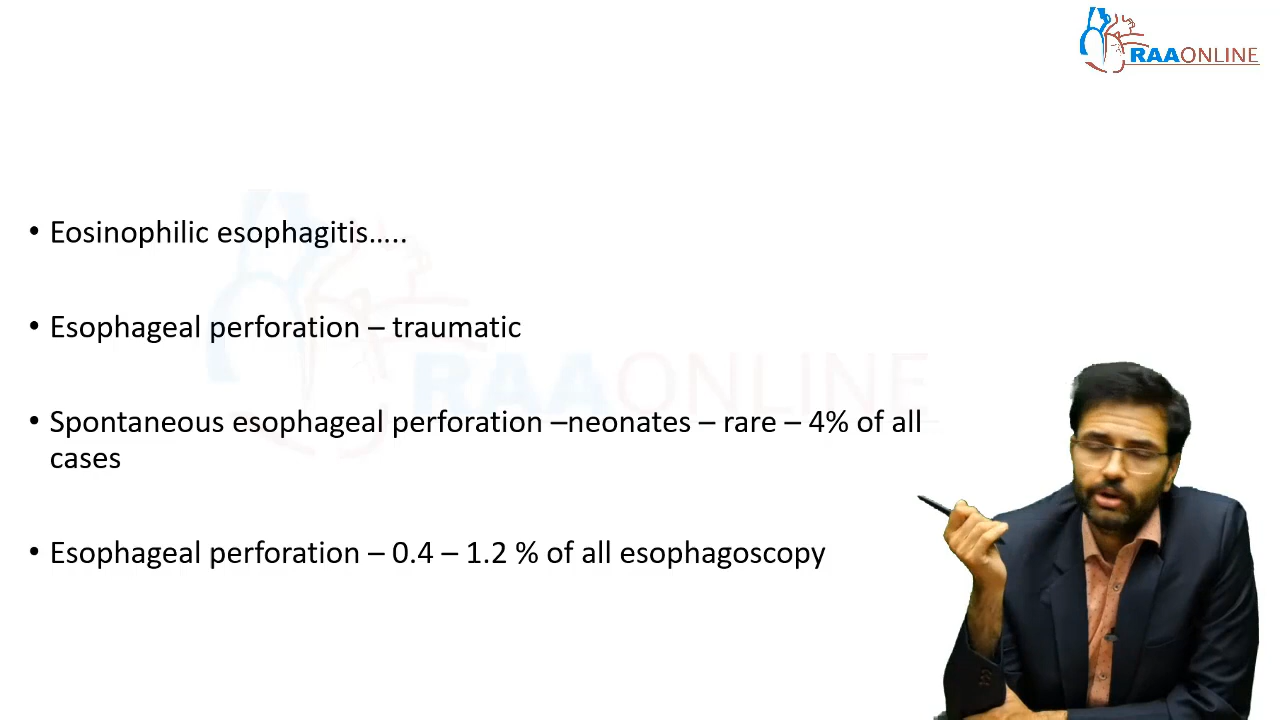 RAAONLINE
• Eosinophilic esophagitis…..
• Esophageal perforation – traumatic
RAAONLINE
• Spontaneous esophageal perforation –neonates – rare – 4% of all
cases
• Esophageal perforation – 0.4 – 1.2 % of all esophagoscopy